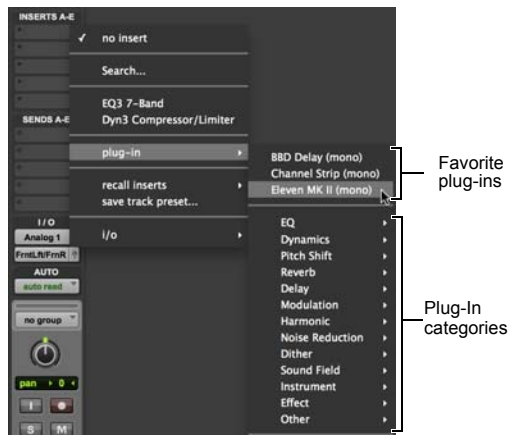 INSERTS A-E
no insert
Search...
EQ3 7-Band
Dyn3 Compressor/Limiter
SENDS A-E
plug-in
recall inserts
save track preset...
i/o
BBD Delay (mono)
Channel Strip (mono)
Eleven MK II (mono)
Favorite
plug-ins
EQ
Dynamics
Pitch Shift
Reverb
Delay
Modulation
Harmonic
Noise Reduction
Dither
Sound Field
Instrument
Effect
Other
Plug-In
categories
I / O
Analog 1
FrntLft/FrnR
AUTO
auto read
no group
pan 0
I
S M